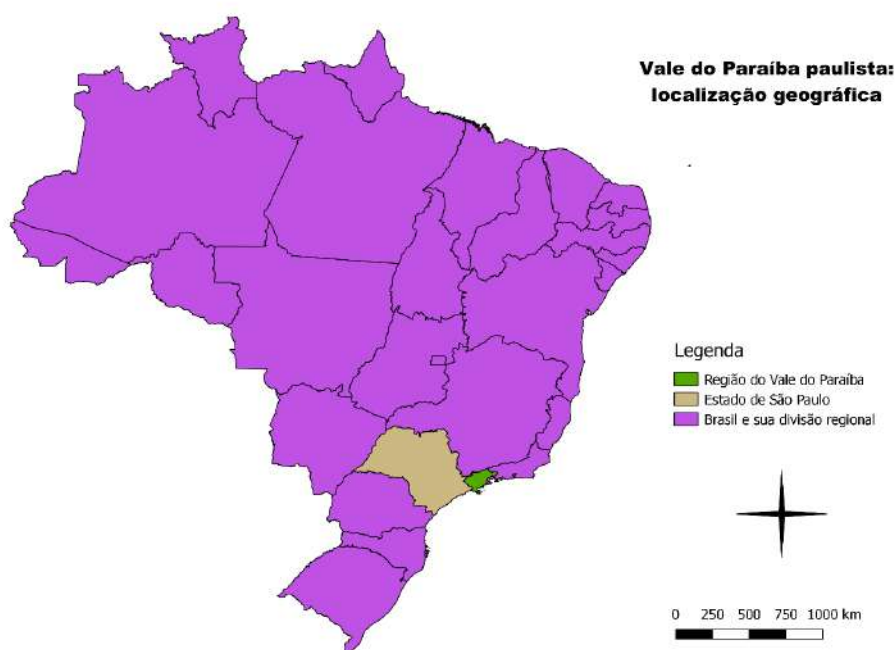 Vale do Paraíba paulista:
localização geográfica
Legenda
Região do Vale do Paraíba
Estado de São Paulo
Brasil e sua divisão regional
0 250 500 750 1000 km